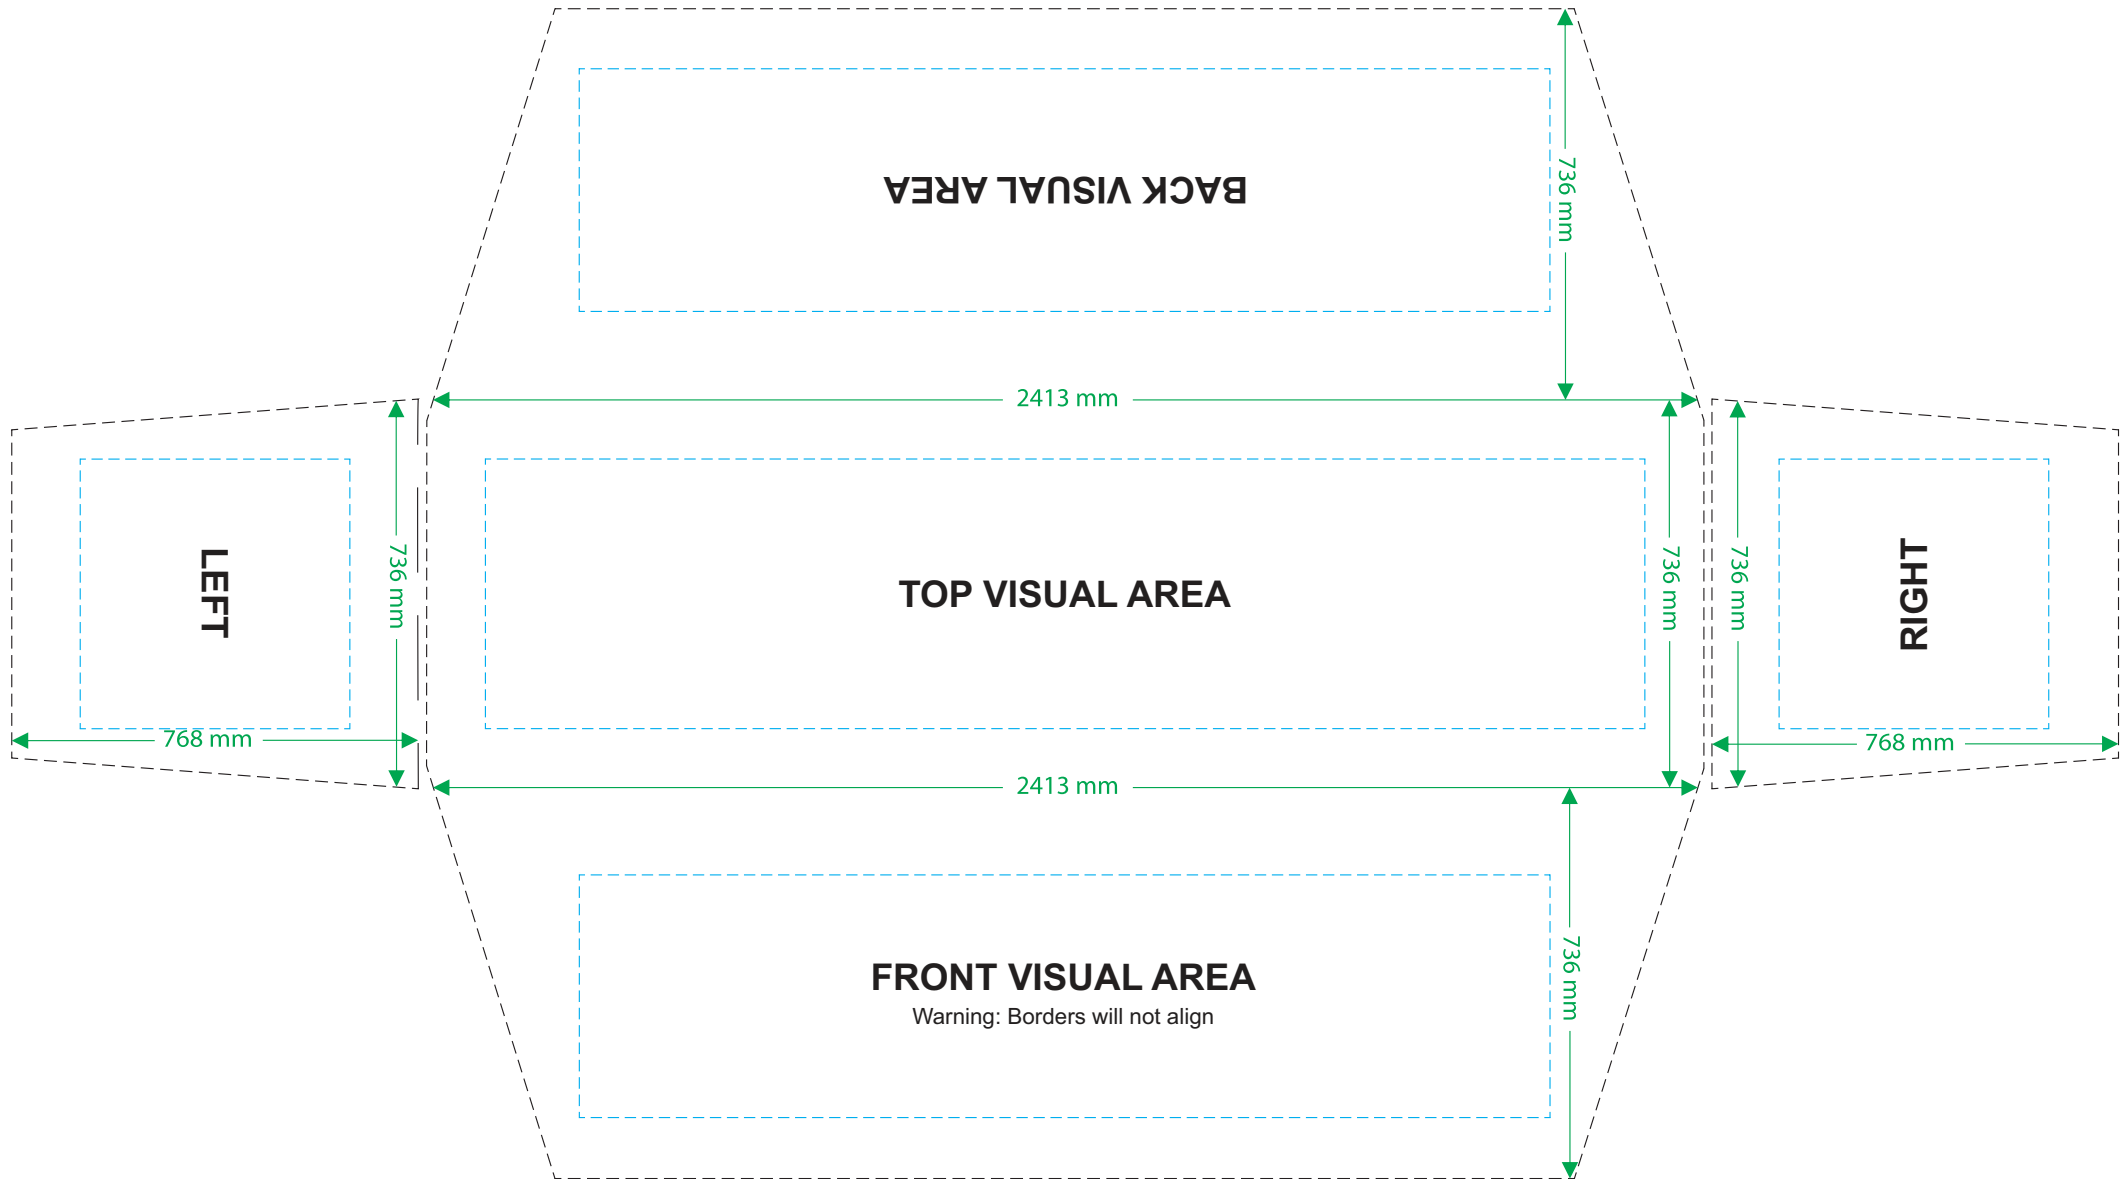 BACK VISUAL AREA
736 mm
2413 mm
LEFT
736 mm
768 mm
TOP VISUAL AREA
736 mm
736 mm
RIGHT
768 mm
2413 mm
FRONT VISUAL AREA
Warning: Borders will not align
736 mm